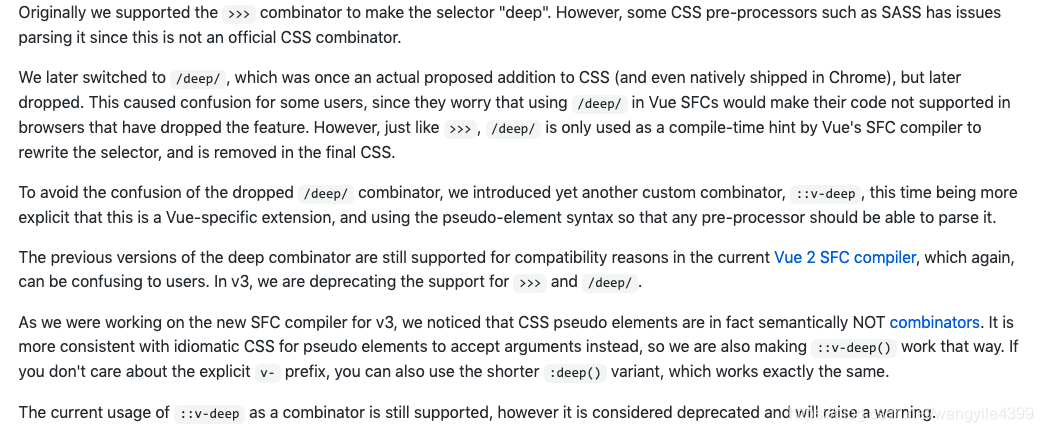 Originally we supported the >>> combinator to make the selector "deep". However, some CSS pre-processors such as SASS has issues
parsing it since this is not an official CSS combinator.
We later switched to /deep/ , which was once an actual proposed addition to CSS (and even natively shipped in Chrome), but later
dropped. This caused confusion for some users, since they worry that using /deep/ in Vue SFCs would make their code not supported in
browsers that have dropped the feature. However, just like >>> , /deep/ is only used as a compile-time hint by Vue's SFC compiler to
rewrite the selector, and is removed in the final CSS.
To avoid the confusion of the dropped /deep/ combinator, we introduced yet another custom combinator, ::v-deep , this time being more
explicit that this is a Vue-specific extension, and using the pseudo-element syntax so that any pre-processor should be able to parse it.
The previous versions of the deep combinator are still supported for compatibility reasons in the current Vue 2 SFC compiler, which again,
can be confusing to users. In v3, we are deprecating the support for >>> and /deep/ .
As we were working on the new SFC compiler for v3, we noticed that CSS pseudo elements are in fact semantically NOT combinators. It is
more consistent with idiomatic CSS for pseudo elements to accept arguments instead, so we are also making ::v-deep() work that way. If
you don't care about the explicit v- prefix, you can also use the shorter :deep() variant, which works exactly the same.
The current usage of ::v-deep as a combinator is still supported, however it is considered deprecated and will raise a warning.